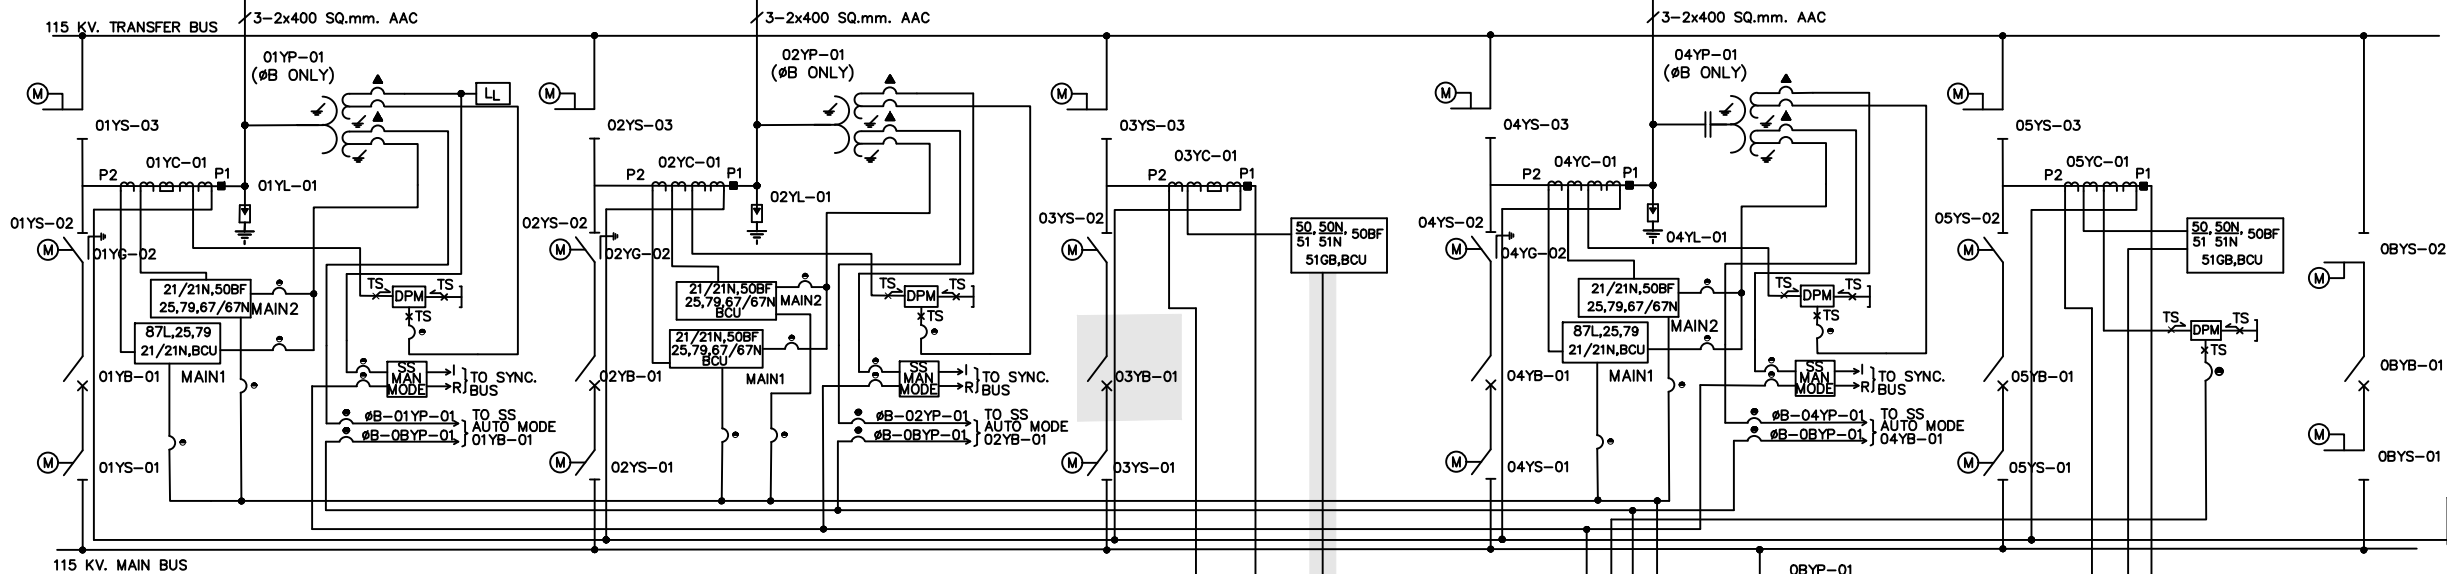 3-2x400 SQ.mm. AAC
3-2x400 SQ.mm. AAC
3-2x400 SQ.mm. AAC
115 KV. TRANSFER BUS
01YP-01
(øB ONLY)
M
LL
01YS-03
01YC-01
P2
P1
01YL-01
01YS-02
M
01YG-02
21/21N,50BF
25,79,67/67N
MAIN2
87L,25,79
21/21N,BCU
MAIN1
TS
DPM
TS
TS
SS
MAN
MODE
I
R
TO SYNC.
BUS
01YB-01
øB-01YP-01
øB-0BYP-01
TO SS
AUTO MODE
01YB-01
M
01YS-01
02YP-01
(øB ONLY)
M
02YS-03
02YC-01
P2
P1
02YL-01
02YS-02
M
02YG-02
21/21N,50BF
25,79,67/67N
BCU
MAIN2
21/21N,50BF
25,79,67/67N
BCU
MAIN1
TS
DPM
TS
TS
SS
MAN
MODE
I
R
TO SYNC.
BUS
02YB-01
øB-02YP-01
øB-0BYP-01
TO SS
AUTO MODE
02YB-01
M
02YS-01
M
03YS-03
03YC-01
P2
P1
03YS-02
M
50, 50N, 50BF
51 51N
51GB,BCU
03YB-01
M
03YS-01
04YP-01
(øB ONLY)
M
04YS-03
04YC-01
P2
P1
04YS-02
M
04YG-02
04YL-01
21/21N,50BF
25,79,67/67N
MAIN2
87L,25,79
21/21N,BCU
MAIN1
TS
DPM
TS
TS
SS
MAN
MODE
I
R
TO SYNC.
BUS
04YB-01
øB-04YP-01
øB-0BYP-01
TO SS
AUTO MODE
04YB-01
M
04YS-01
M
05YS-03
05YC-01
P2
P1
05YS-02
M
50, 50N, 50BF
51 51N
51GB,BCU
TS
DPM
TS
TS
05YB-01
M
05YS-01
0BYS-02
M
0BYB-01
M
0BYS-01
115 KV. MAIN BUS
0BYP-01